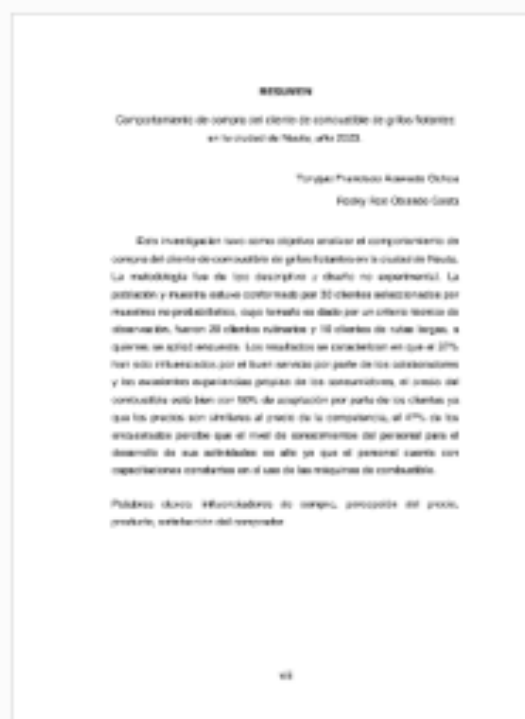 RESUMEN
Comportamiento de compra del cliente de combustible de grifos flotantes
en la ciudad de Nauta, año 2023.
Francisco Ochoa
Obando
Esta investigación tuvo como objetivo analizar el comportamiento de
compra del cliente de combustible de grifos flotantes en la ciudad de Nauta.
La metodología fue de tipo descriptivo y diseño no experimental. La
población y muestra estuvo conformada por 30 clientes seleccionados por
muestreo no probabilístico, cuyo tamaño es dado por un criterio técnico de
observación, fueron 20 clientes rutinarios y 10 clientes de rutas largas, a
quienes se aplicó encuesta. Los resultados se caracterizan en que el 37%
han sido influenciados por el buen servicio por parte de los colaboradores
y las excelentes experiencias propias de los consumidores, el precio del
combustible está bien con 50% de aceptación por parte de los clientes ya
que los precios son similares al precio de la competencia, el 47% de los
encuestados percibe que el nivel de conocimientos del personal para el
desarrollo de sus actividades es alto ya que el personal cuenta con
capacitaciones constantes en el uso de las máquinas de combustible.
Palabras claves: influenciadores de compra, percepción del precio,
producto, satisfacción del comprador